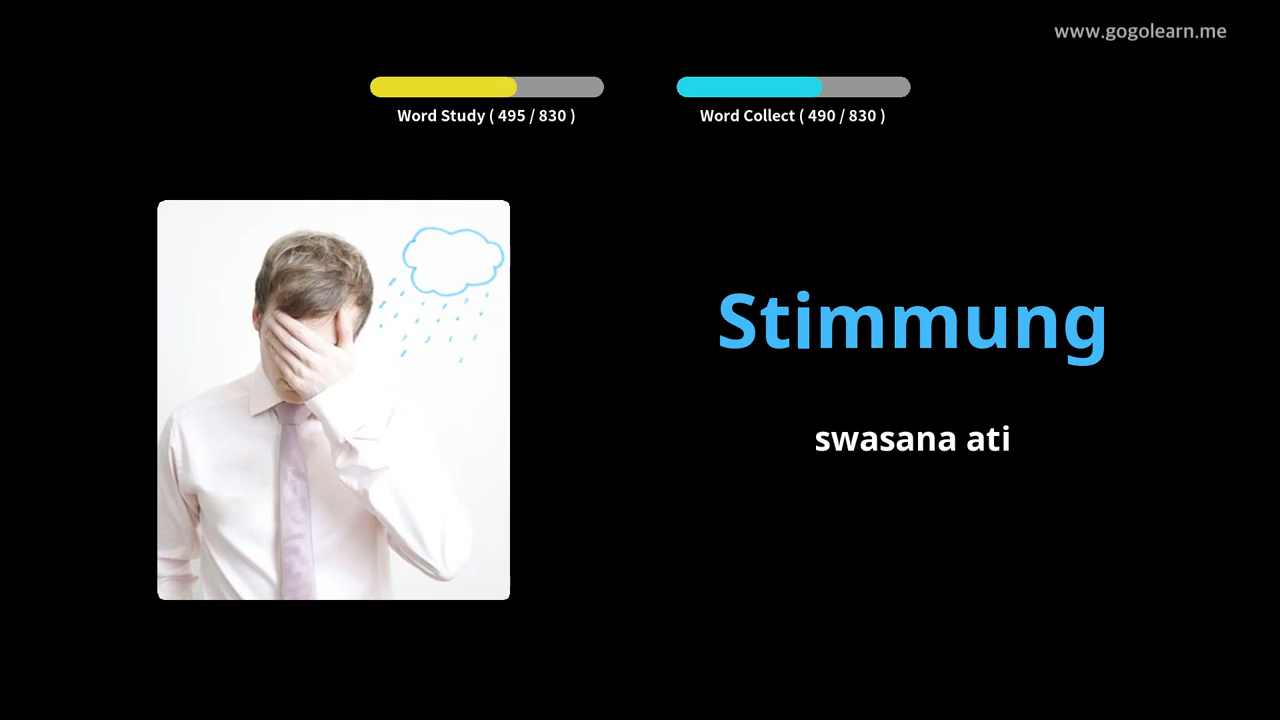 www.gogolearn.me
Word Study ( 495 / 830 )
Word Collect ( 490 / 830 )
Stimmung
swasana ati